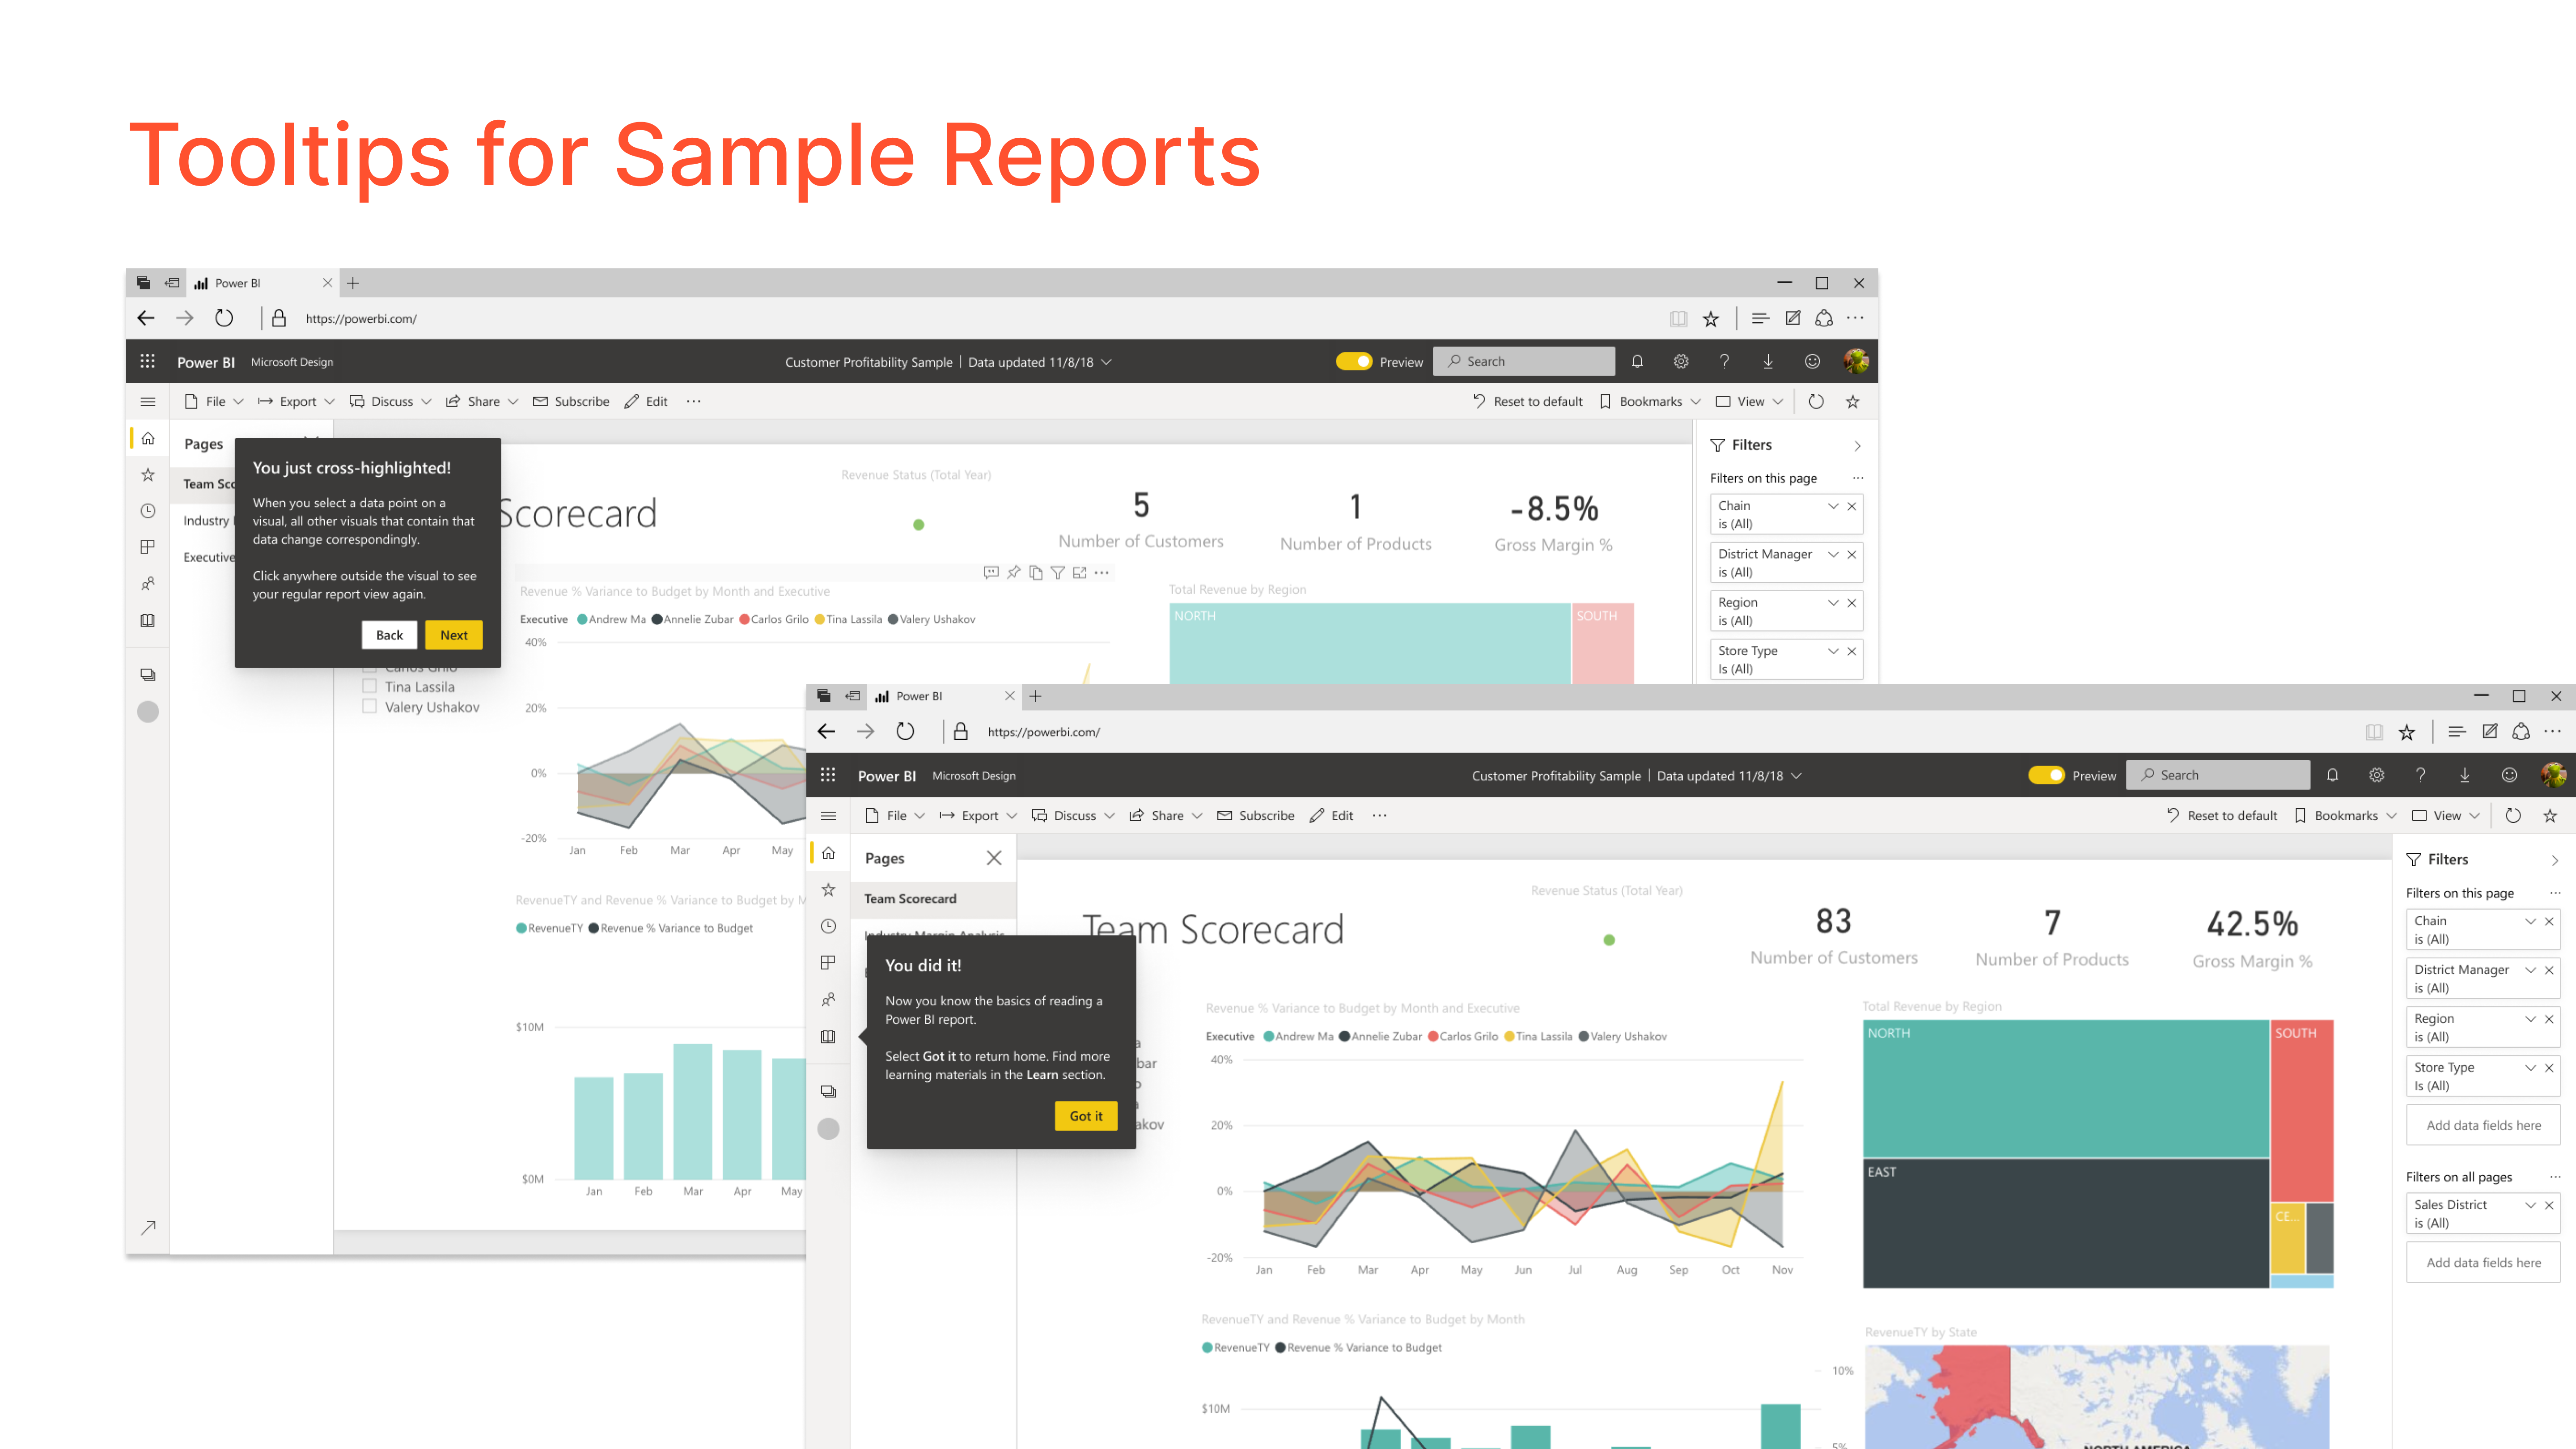 Tooltips for Sample Reports
Power BI
https://powerbi.com/
Power BI
Microsoft Design
Customer Profitability Sample | Data updated 11/8/18
Preview
Search
File
Export
Discuss
Share
Subscribe
Edit
Reset to default
Bookmarks
View
Pages
Team Sco
Industry
Executive
You just cross-highlighted!
When you select a data point on a
visual, all other visuals that contain that
data change correspondingly.
Click anywhere outside the visual to see
your regular report view again.
Back
Next
Carlos Grilo
Tina Lassila
Valery Ushakov
Scorecard
Revenue Status (Total Year)
5
Number of Customers
1
Number of Products
-8.5%
Gross Margin %
Revenue % Variance to Budget by Month and Executive
Executive Andrew Ma Annelie Zubar Carlos Grilo Tina Lassila Valery Ushakov
40%
20%
0%
-20%
Jan Feb Mar Apr May
Total Revenue by Region
NORTH
SOUTH
RevenueTY and Revenue % Variance to Budget by M
RevenueTY Revenue % Variance to Budget
$10M
$0M
Jan Feb Mar Apr May
Filters
Filters on this page
Chain
is (All)
District Manager
is (All)
Region
is (All)
Store Type
Is (All)
Power BI
https://powerbi.com/
Power BI
Microsoft Design
Customer Profitability Sample | Data updated 11/8/18
Preview
Search
File
Export
Discuss
Share
Subscribe
Edit
Reset to default
Bookmarks
View
Pages
Team Scorecard
Industry Margin Analysis
You did it!
Now you know the basics of reading a
Power BI report.
Select Got it to return home. Find more
learning materials in the Learn section.
Got it
a
bar
o
a
akov
Team Scorecard
Revenue Status (Total Year)
83
Number of Customers
7
Number of Products
42.5%
Gross Margin %
Revenue % Variance to Budget by Month and Executive
Executive Andrew Ma Annelie Zubar Carlos Grilo Tina Lassila Valery Ushakov
40%
20%
0%
-20%
Jan Feb Mar Apr May Jun Jul Aug Sep Oct Nov
Total Revenue by Region
NORTH
SOUTH
EAST
CE...
RevenueTY and Revenue % Variance to Budget by Month
RevenueTY Revenue % Variance to Budget
10%
$10M
5%
RevenueTY by State
NORTH AMERICA
Filters
Filters on this page
Chain
is (All)
District Manager
is (All)
Region
is (All)
Store Type
Is (All)
Add data fields here
Filters on all pages
Sales District
is (All)
Add data fields here